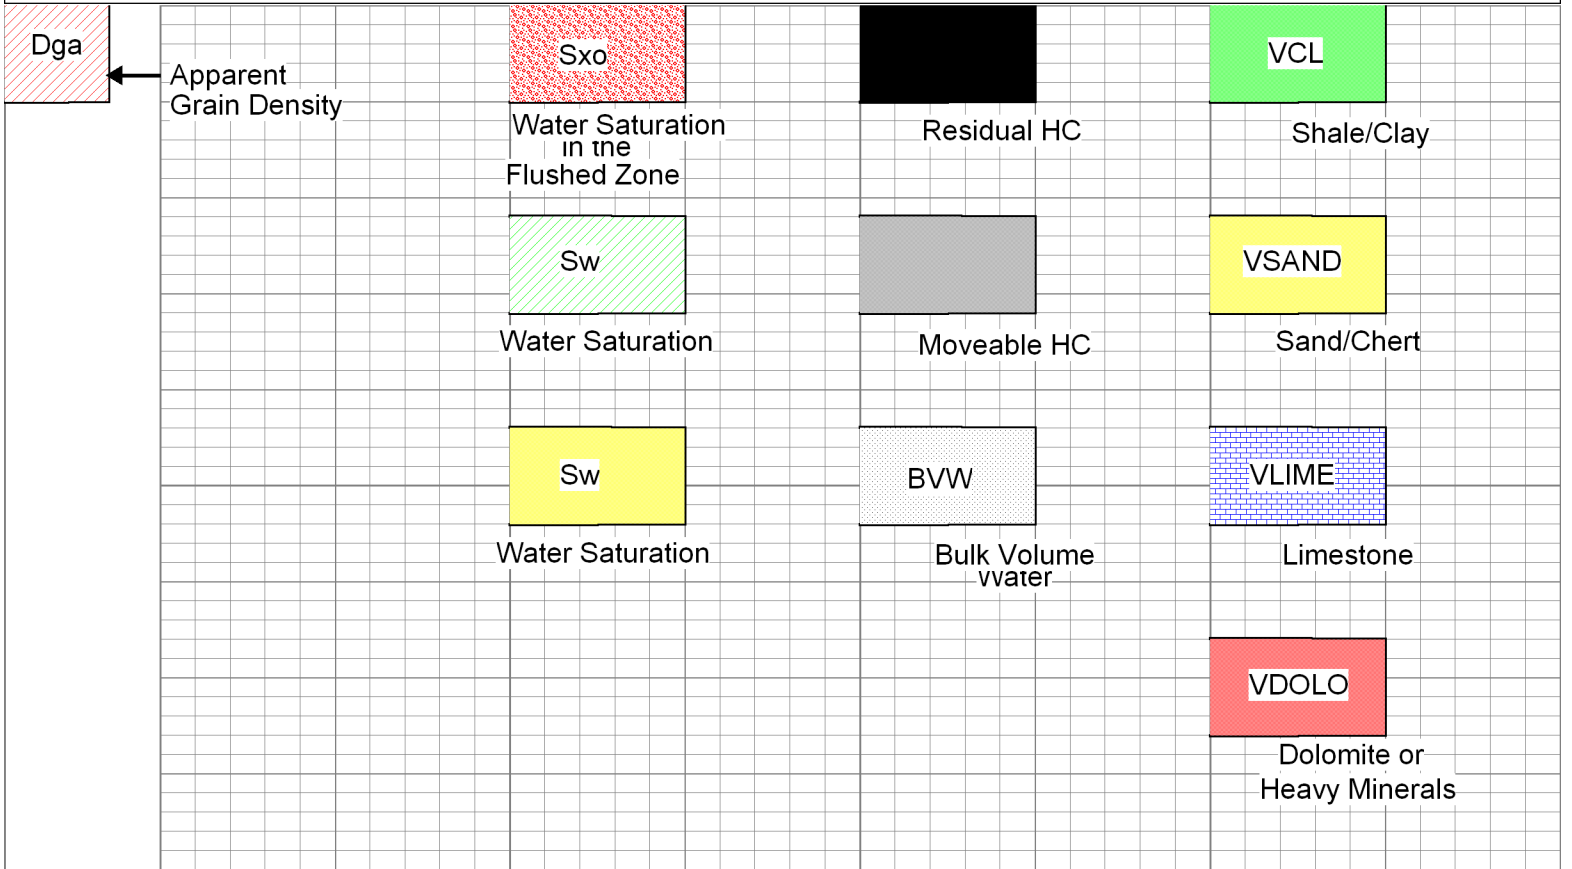 Dga
Apparent
Grain Density
Sxo
Water Saturation
in the
Flushed Zone
Residual HC
VCL
Shale/Clay
Sw
Water Saturation
Moveable HC
VSAND
Sand/Chert
Sw
Water Saturation
BVW
Bulk Volume
Water
VLIME
Limestone
VDOLO
Dolomite or
Heavy Minerals